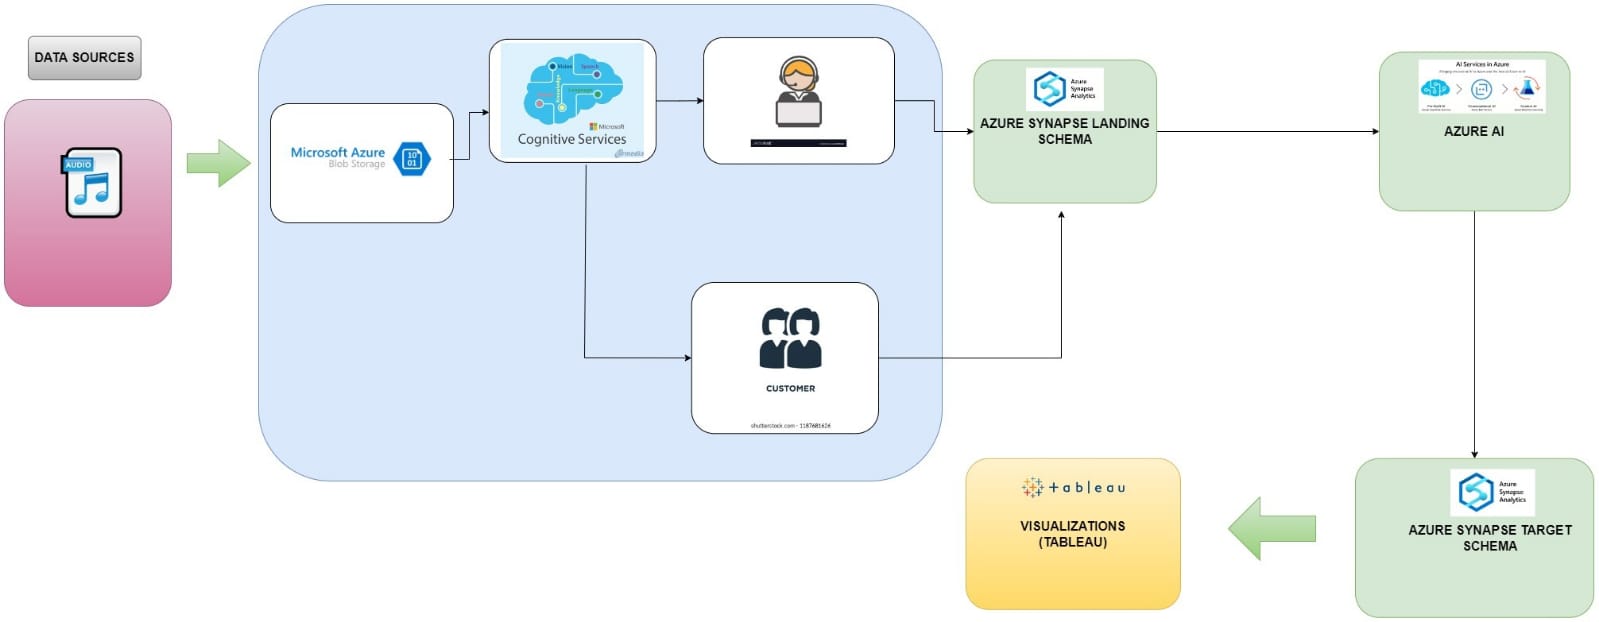 DATA SOURCES
AUDIO
Microsoft Azure
Blob Storage
10
01
Vision
Speech
Language
Knowledge
Microsoft
Cognitive Services
CUSTOMER
shutterstock.com · 1187681626
Azure
Synapse
Analytics
AZURE SYNAPSE LANDING
SCHEMA
AI Services in Azure
AZURE AI
Azure
Synapse
Analytics
AZURE SYNAPSE TARGET
SCHEMA
+ableau
VISUALIZATIONS
(TABLEAU)